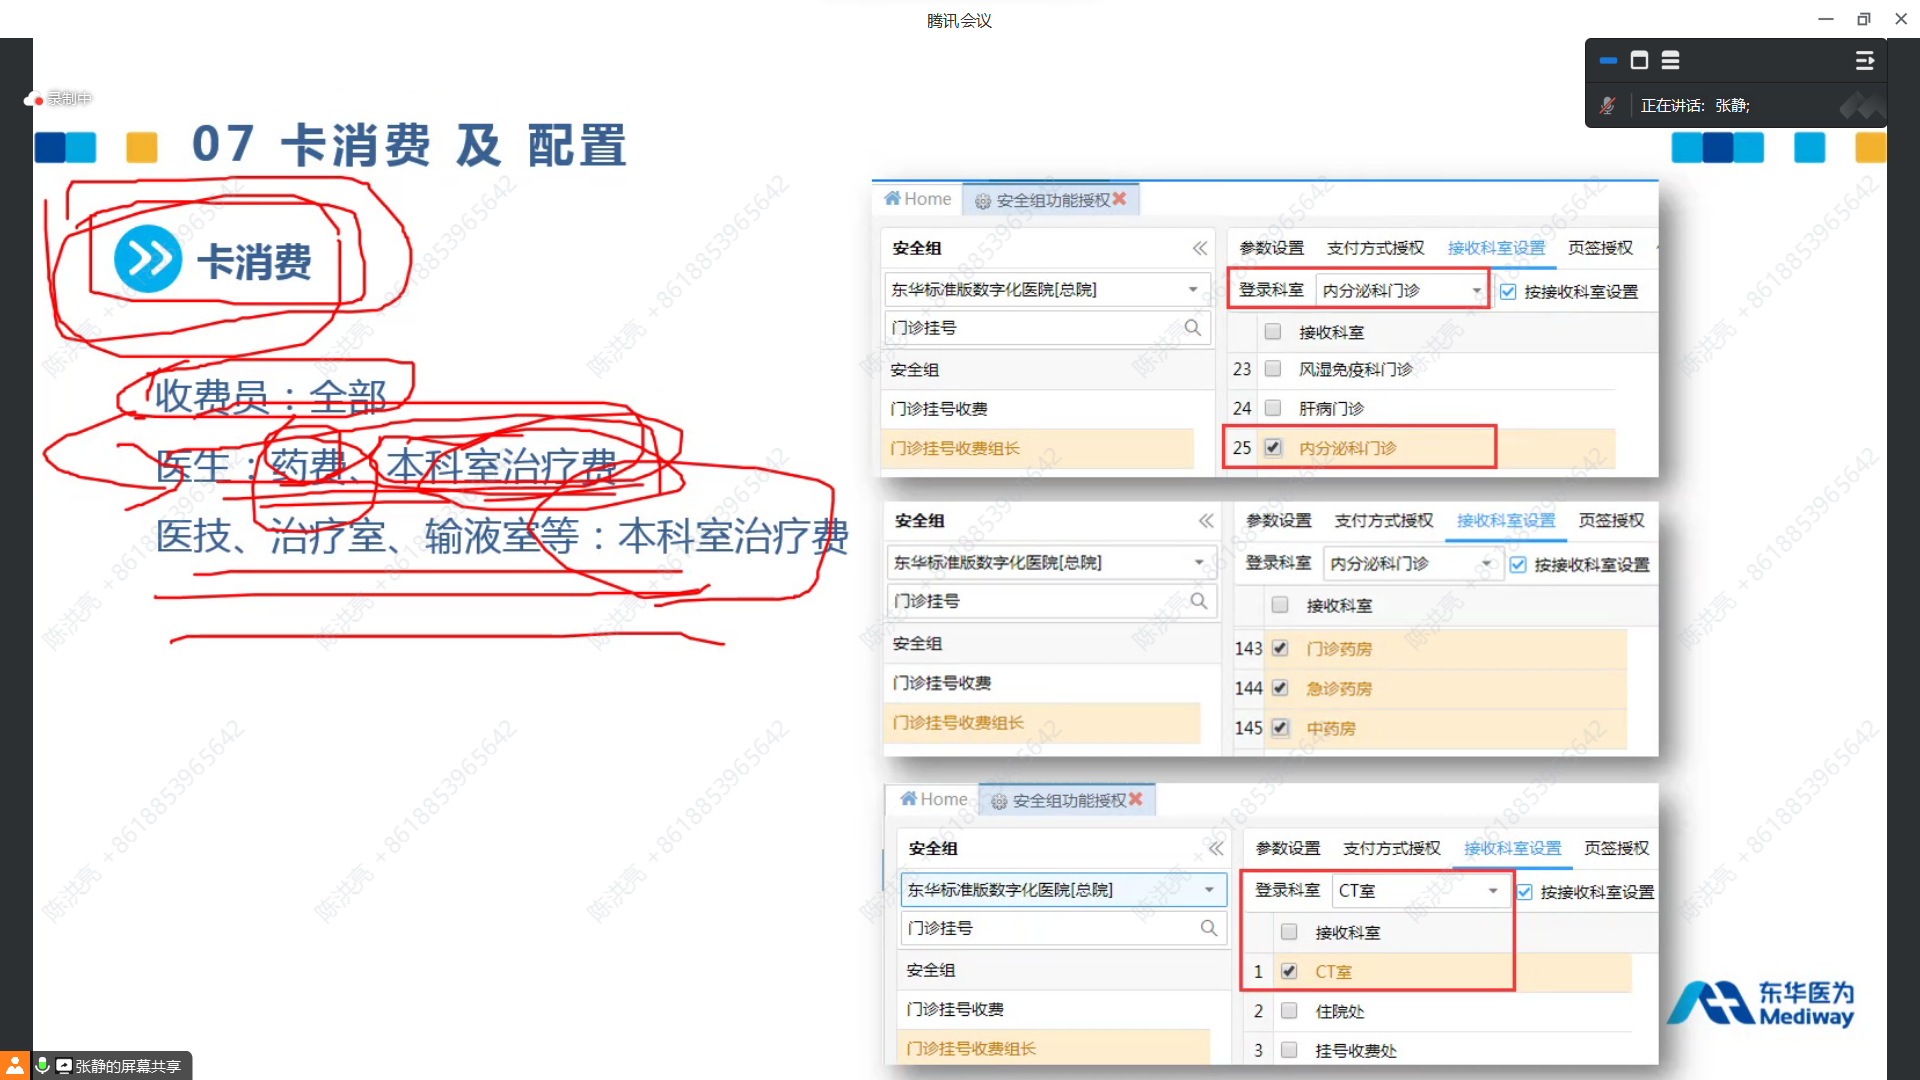 腾讯会议
录制中
正在讲话: 张静;
07 卡消费 及 配置
卡消费
收费员：全部
医生：药费、本科室治疗费
医技、治疗室、输液室等：本科室治疗费
Home
安全组功能授权
安全组
参数设置 支付方式授权 接收科室设置 页签授权
东华标准版数字化医院[总院]
登录科室 内分泌科门诊 按接收科室设置
门诊挂号
接收科室
安全组
23 风湿免疫科门诊
门诊挂号收费
24 肝病门诊
门诊挂号收费组长
25 内分泌科门诊
安全组
参数设置 支付方式授权 接收科室设置 页签授权
东华标准版数字化医院[总院]
登录科室 内分泌科门诊 按接收科室设置
门诊挂号
接收科室
安全组
143 门诊药房
门诊挂号收费
144 急诊药房
门诊挂号收费组长
145 中药房
Home
安全组功能授权
安全组
参数设置 支付方式授权 接收科室设置 页签授权
东华标准版数字化医院[总院]
登录科室 CT室 按接收科室设置
门诊挂号
接收科室
安全组
1 CT室
门诊挂号收费
2 住院处
门诊挂号收费组长
3 挂号收费处
东华医为
Mediway
张静的屏幕共享
陈洪亮 +8618853965642